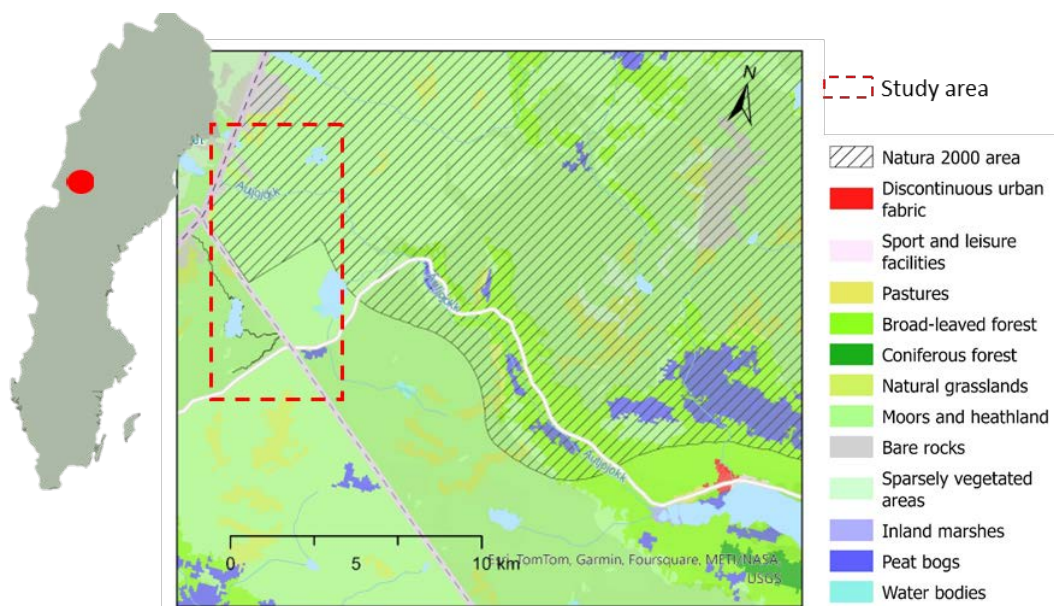 N
Study area
Natura 2000 area
Discontinuous urban
fabric
Sport and leisure
facilities
Pastures
Broad-leaved forest
Coniferous forest
Natural grasslands
Moors and heathland
Bare rocks
Sparsely vegetated
areas
Inland marshes
Peat bogs
Water bodies
0
5
10 km
TomTom, Garmin, Foursquare, METI/NASA,
USGS